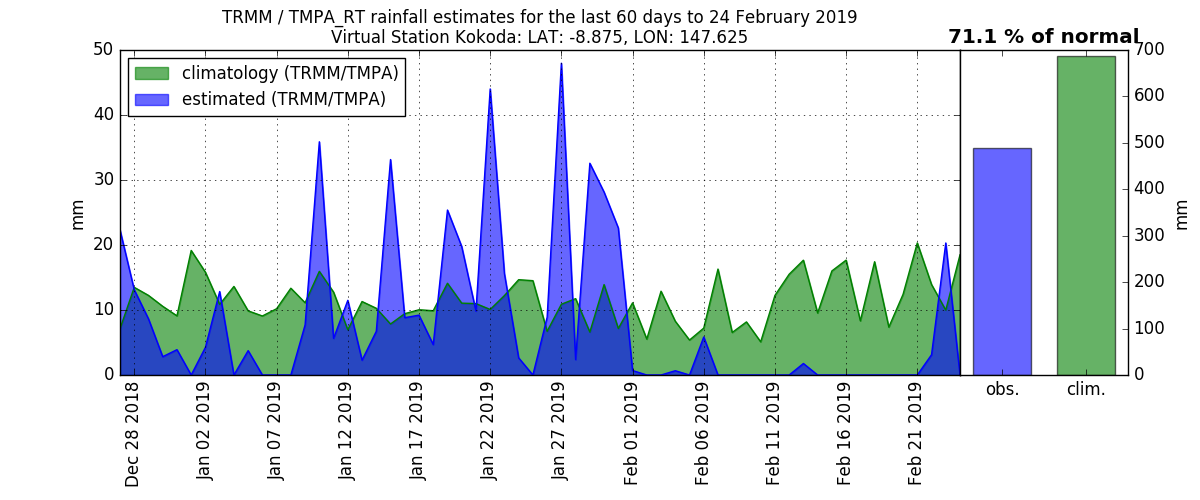 TRMM / TMPA_RT rainfall estimates for the last 60 days to 24 February 2019
Virtual Station Kokoda: LAT: -8.875, LON: 147.625
71.1 % of normal
climatology (TRMM/TMPA)
estimated (TRMM/TMPA)
50
40
30
20
10
0
mm
Dec 28 2018
Jan 02 2019
Jan 07 2019
Jan 12 2019
Jan 17 2019
Jan 22 2019
Jan 27 2019
Feb 01 2019
Feb 06 2019
Feb 11 2019
Feb 16 2019
Feb 21 2019
obs.
clim.
700
600
500
400
300
200
100
0
mm